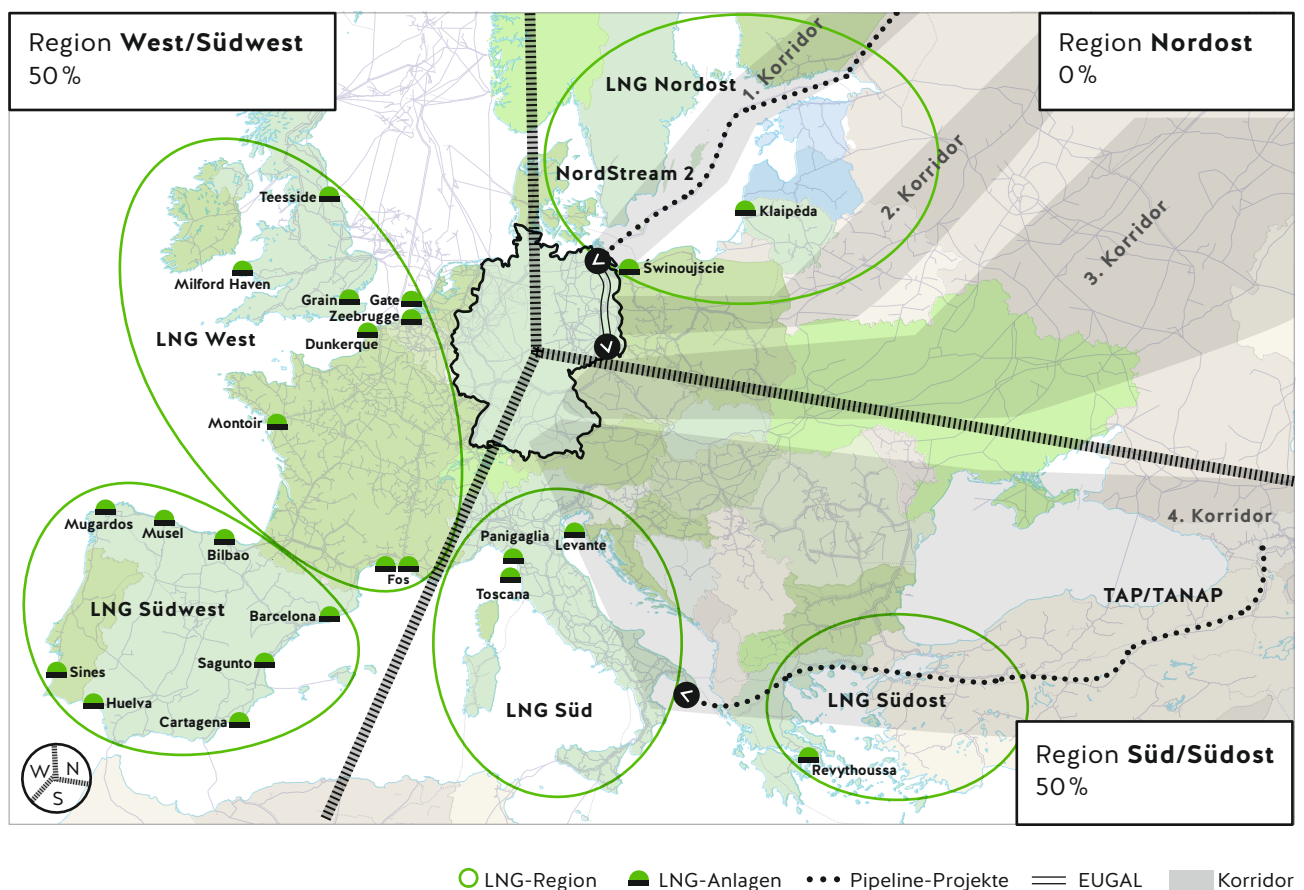 Region West/Südwest
50 %
Region Nordost
0 %
LNG Nordost
1. Korridor
NordStream 2
2. Korridor
3. Korridor
Teesside
Klaipėda
Świnoujście
Milford Haven
Grain
Gate
Zeebrugge
LNG West
Dunkerque
Montoir
Mugardos
Musel
Bilbao
Panigaglia
Levante
4. Korridor
Fos
Toscana
TAP/TANAP
LNG Südwest
Barcelona
Sagunto
Sines
Huelva
Cartagena
LNG Süd
LNG Südost
Revythoussa
Region Süd/Südost
50 %
W N
S
LNG-Region
LNG-Anlagen
Pipeline-Projekte
EUGAL
Korridor